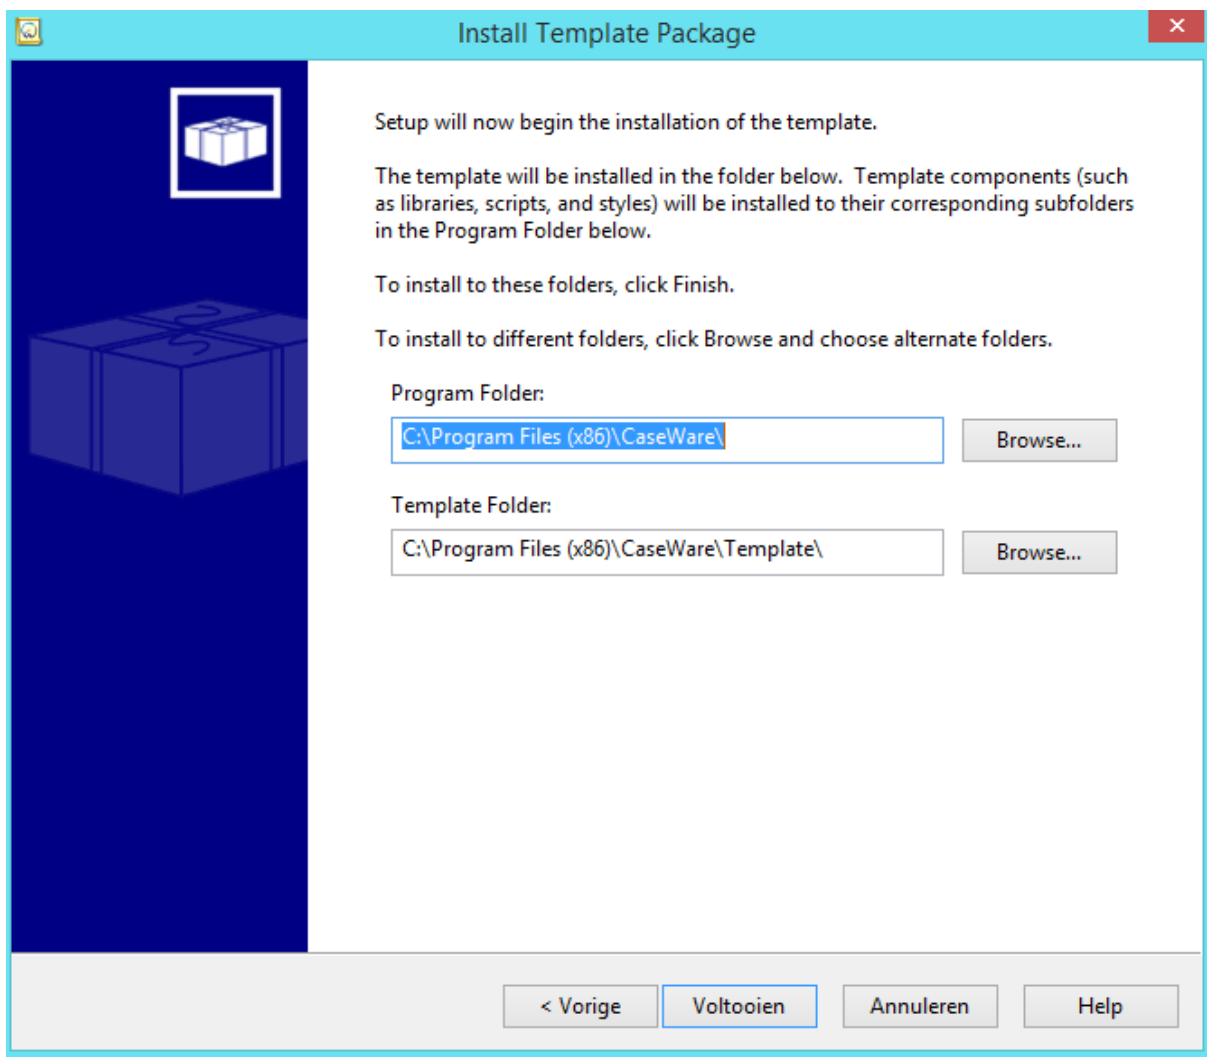 Install Template Package
Setup will now begin the installation of the template.
The template will be installed in the folder below.  Template components (such
as libraries, scripts, and styles) will be installed to their corresponding subfolders
in the Program Folder below.
To install to these folders, click Finish.
To install to different folders, click Browse and choose alternate folders.
Program Folder:
C:\Program Files (x86)\CaseWare\
Browse...
Template Folder:
C:\Program Files (x86)\CaseWare\Template\
Browse...
< Vorige
Voltooien
Annuleren
Help